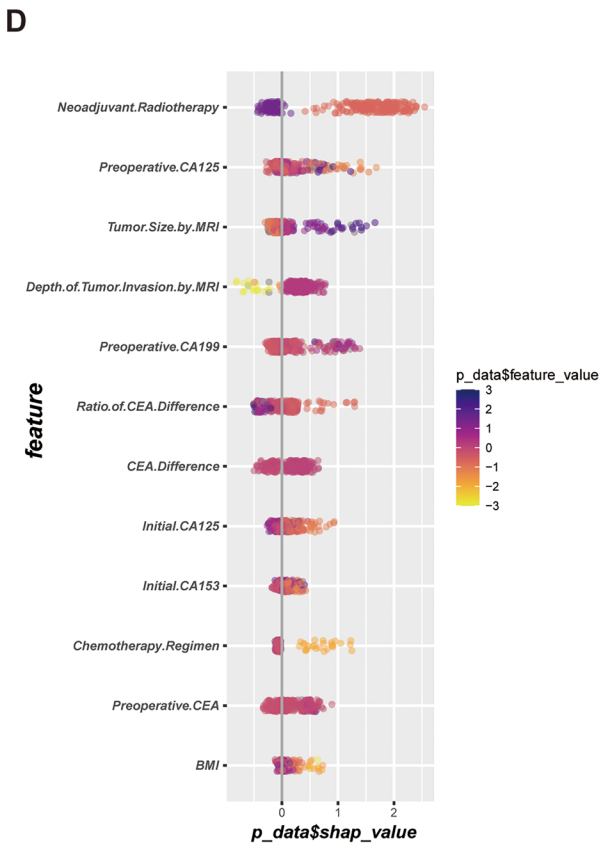 D
Neoadjuvant.Radiotherapy
Preoperative.CA125
Tumor.Size.by.MRI
Depth.of.Tumor.Invasion.by.MRI
Preoperative.CA199
Ratio.of.CEA.Difference
CEA.Difference
Initial.CA125
Initial.CA153
Chemotherapy.Regimen
Preoperative.CEA
BMI
feature
0 1 2
p_data$shap_value
p_data$feature_value
3
2
1
0
−1
−2
−3